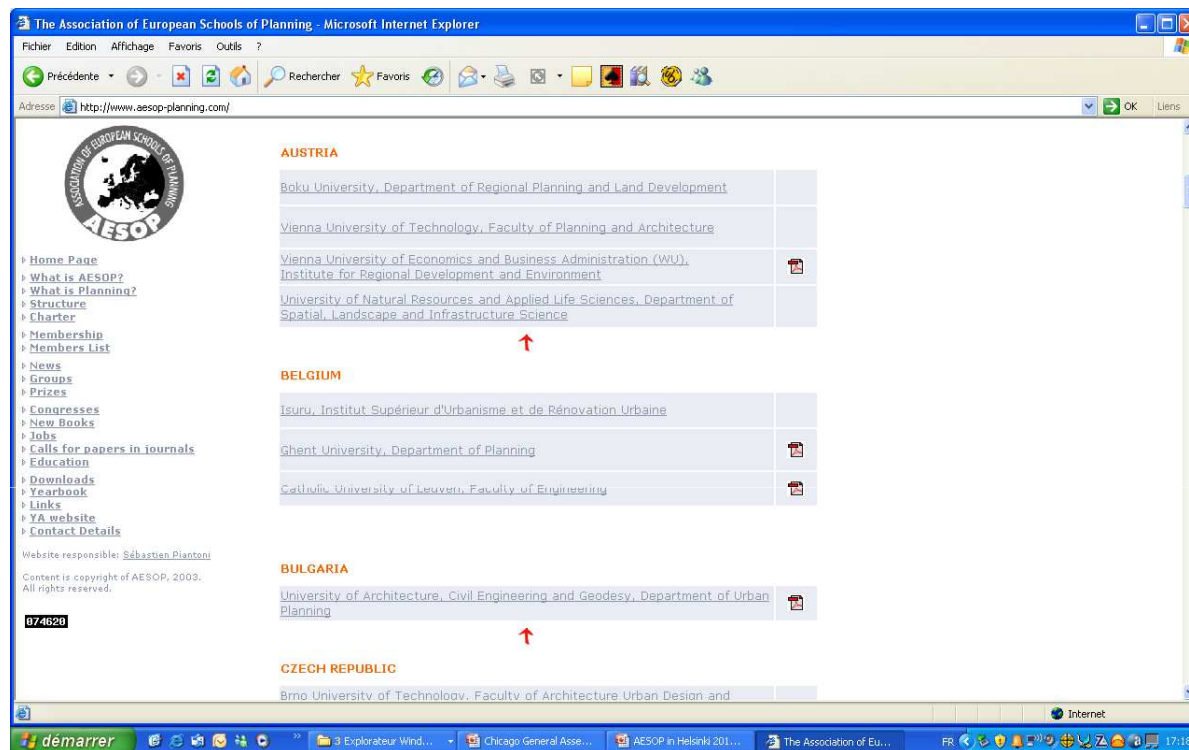 The Association of European Schools of Planning - Microsoft Internet Explorer
Fichier Edition Affichage Favoris Outils ?
Précédente Rechercher Favoris
Adresse http://www.aesop-planning.com/ OK Liens
ASSOCIATION OF EUROPEAN SCHOOLS OF PLANNING
AESOP
Home Page
What is AESOP?
What is Planning?
Structure
Charter
Membership
Members List
News
Groups
Prizes
Congresses
New Books
Jobs
Calls for papers in journals
Education
Downloads
Yearbook
Links
YA website
Contact Details
Website responsible: Sébastien Piantoni
Content is copyright of AESOP, 2003.
All rights reserved.
074620
AUSTRIA
Boku University, Department of Regional Planning and Land Development
Vienna University of Technology, Faculty of Planning and Architecture
Vienna University of Economics and Business Administration (WU),
Institute for Regional Development and Environment
University of Natural Resources and Applied Life Sciences, Department of
Spatial, Landscape and Infrastructure Science
BELGIUM
Isuru, Institut Supérieur d'Urbanisme et de Rénovation Urbaine
Ghent University, Department of Planning
Catholic University of Leuven, Faculty of Engineering
BULGARIA
University of Architecture, Civil Engineering and Geodesy, Department of Urban
Planning
CZECH REPUBLIC
Brno University of Technology, Faculty of Architecture Urban Design and
Internet
démarrer 3 Explorateur Wind... Chicago General Asse... AESOP in Helsinki 201... The Association of Eu... FR 17:18